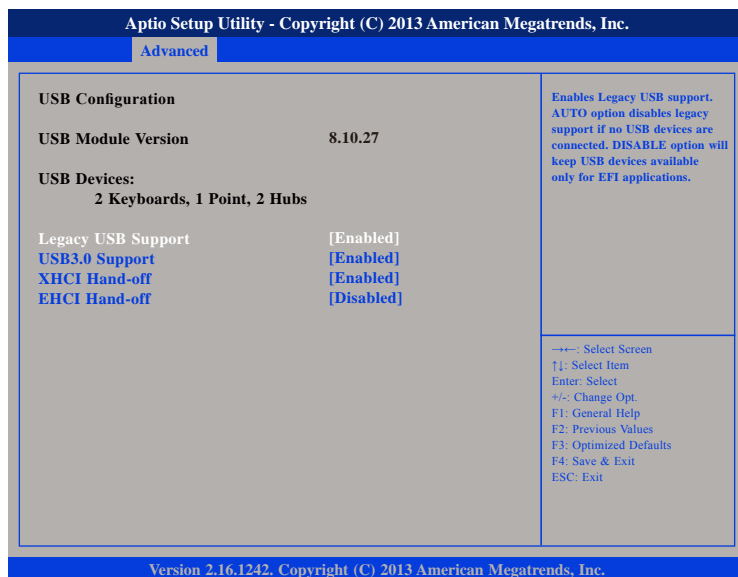 Aptio Setup Utility - Copyright (C) 2013 American Megatrends, Inc.
Advanced
USB Configuration
USB Module Version 8.10.27
USB Devices:
2 Keyboards, 1 Point, 2 Hubs
Legacy USB Support [Enabled]
USB3.0 Support [Enabled]
XHCI Hand-off [Enabled]
EHCI Hand-off [Disabled]
Enables Legacy USB support.
AUTO option disables legacy
support if no USB devices are
connected. DISABLE option will
keep USB devices available
only for EFI applications.
→←: Select Screen
↑↓: Select Item
Enter: Select
+/-: Change Opt.
F1: General Help
F2: Previous Values
F3: Optimized Defaults
F4: Save & Exit
ESC: Exit
Version 2.16.1242. Copyright (C) 2013 American Megatrends, Inc.